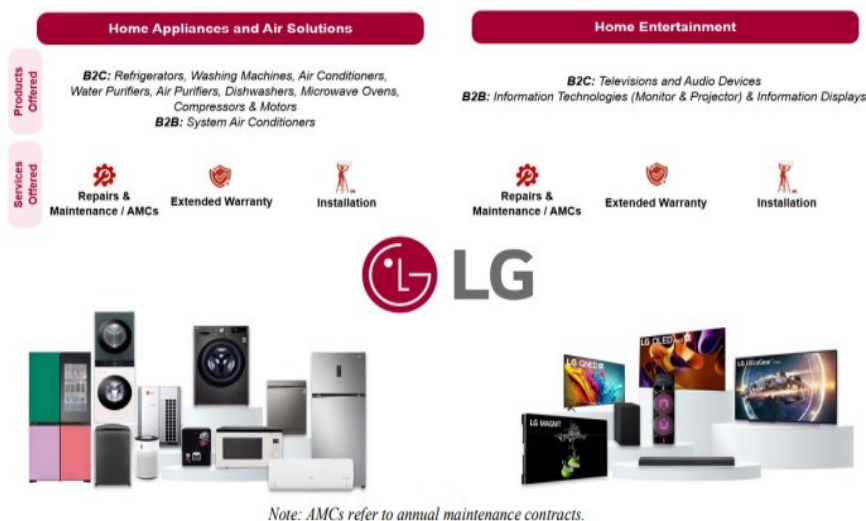 Home Appliances and Air Solutions
Home Entertainment
Products Offered
B2C: Refrigerators, Washing Machines, Air Conditioners,
Water Purifiers, Air Purifiers, Dishwashers, Microwave Ovens,
Compressors & Motors
B2B: System Air Conditioners
B2C: Televisions and Audio Devices
B2B: Information Technologies (Monitor & Projector) & Information Displays
Services Offered
Repairs &
Maintenance / AMCs
Extended Warranty
Installation
Repairs &
Maintenance / AMCs
Extended Warranty
Installation
LG
LG QNED
LG OLED
LG UltraGear
LG MAGNIT
Note: AMCs refer to annual maintenance contracts.